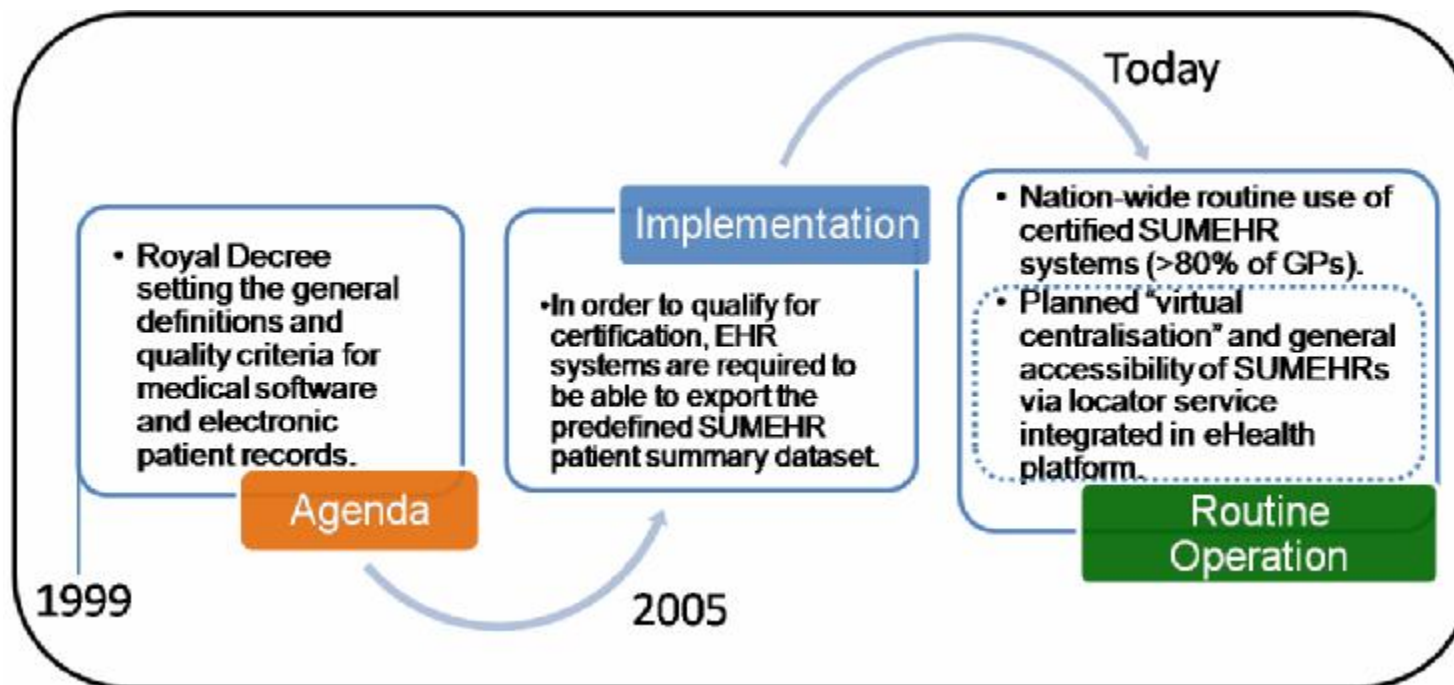 Today
• Royal Decree
setting the general
definitions and
quality criteria for
medical software
and electronic
patient records.
Agenda
1999
Implementation
•In order to qualify for
certification, EHR
systems are required to
be able to export the
predefined SUMEHR
patient summary dataset.
2005
• Nation-wide routine use of
certified SUMEHR
systems (>80% of GPs).
• Planned “virtual
centralisation” and general
accessibility of SUMEHRs
via locator service
integrated in eHealth
platform.
Routine
Operation